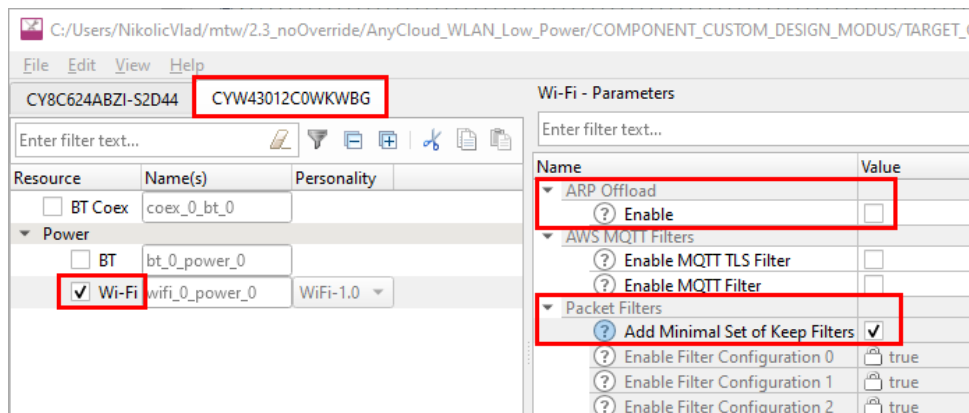 C:/Users/NikolicVlad/mtw/2.3_noOverride/AnyCloud_WLAN_Low_Power/COMPONENT_CUSTOM_DESIGN_MODUS/TARGET_
File Edit View Help
CY8C624ABZI-S2D44 CYW43012C0WKWBG
Enter filter text...
Resource Name(s) Personality
BT Coex coex_0_bt_0
Power
BT bt_0_power_0
Wi-Fi wifi_0_power_0 WiFi-1.0
Wi-Fi - Parameters
Enter filter text...
Name Value
ARP Offload
Enable
AWS MQTT Filters
Enable MQTT TLS Filter
Enable MQTT Filter
Packet Filters
Add Minimal Set of Keep Filters
Enable Filter Configuration 0 true
Enable Filter Configuration 1 true
Enable Filter Configuration 2 true